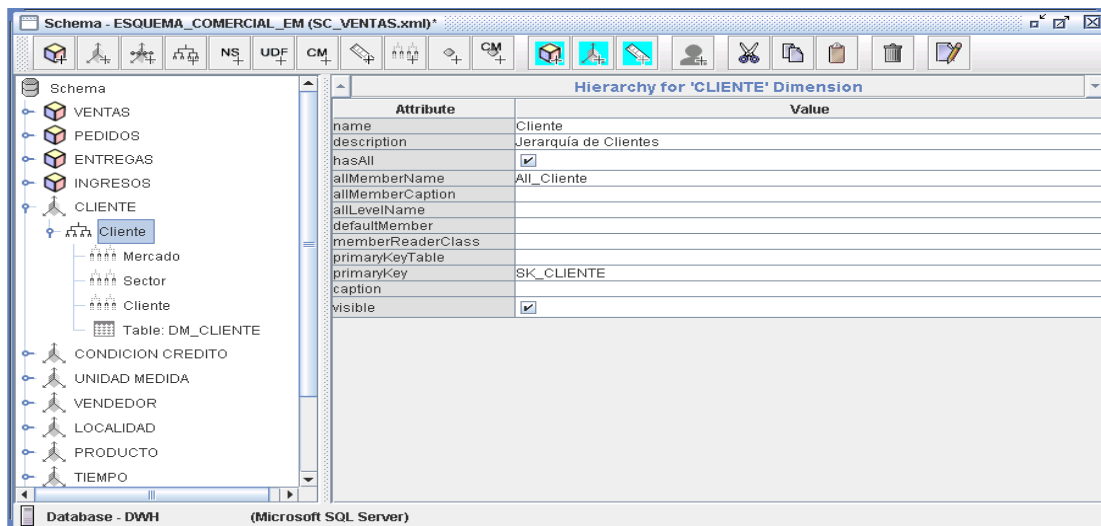 Schema - ESQUEMA_COMERCIAL_EM (SC_VENTAS.xml)*
NS UDF CM CM
Schema
VENTAS
PEDIDOS
ENTREGAS
INGRESOS
CLIENTE
Cliente
Mercado
Sector
Cliente
Table: DM_CLIENTE
CONDICION CREDITO
UNIDAD MEDIDA
VENDEDOR
LOCALIDAD
PRODUCTO
TIEMPO
Hierarchy for 'CLIENTE' Dimension
Attribute Value
name Cliente
description Jerarquía de Clientes
hasAll
allMemberName All_Cliente
allMemberCaption
allLevelName
defaultMember
memberReaderClass
primaryKeyTable
primaryKey SK_CLIENTE
caption
visible
Database - DWH (Microsoft SQL Server)